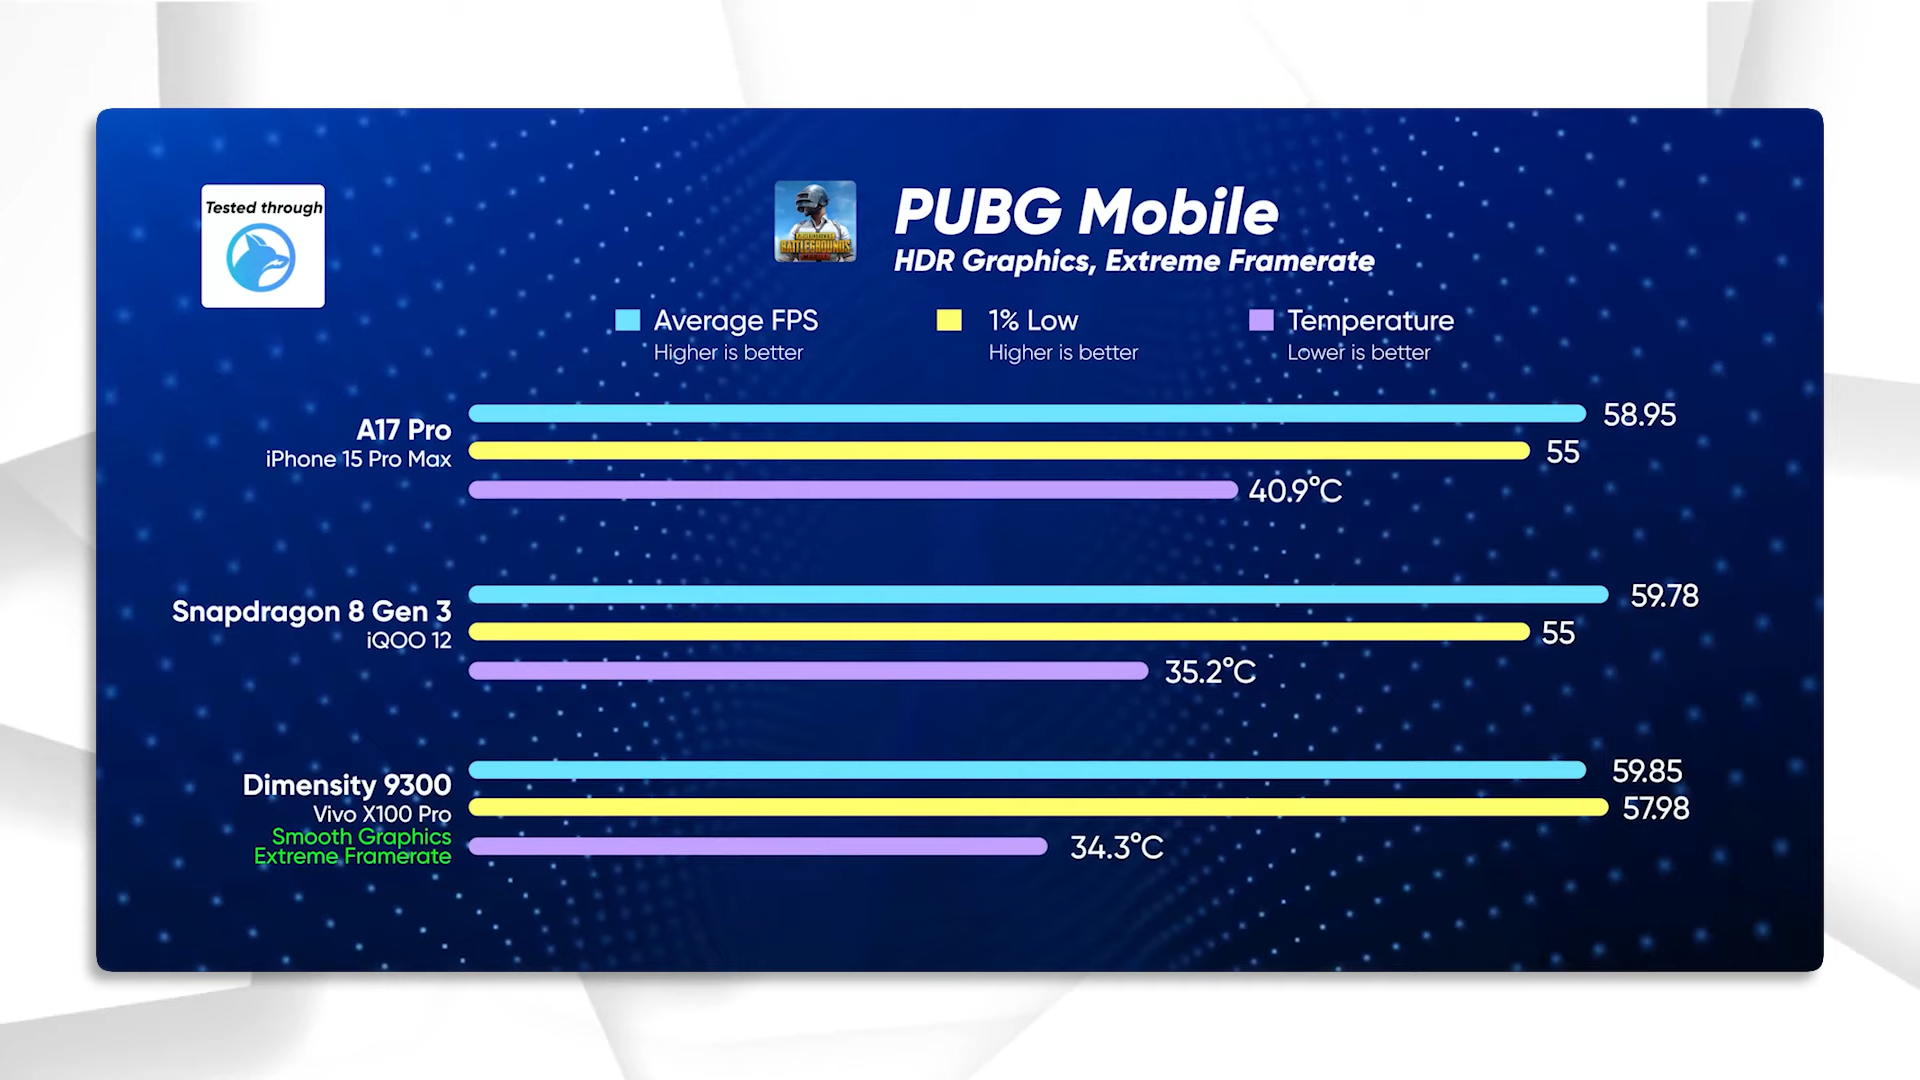 Tested through
PUBG Mobile
HDR Graphics, Extreme Framerate
Average FPS
Higher is better
1% Low
Higher is better
Temperature
Lower is better
A17 Pro
iPhone 15 Pro Max
58.95
55
40.9°C
Snapdragon 8 Gen 3
iQOO 12
59.78
55
35.2°C
Dimensity 9300
Vivo X100 Pro
Smooth Graphics
Extreme Framerate
59.85
57.98
34.3°C